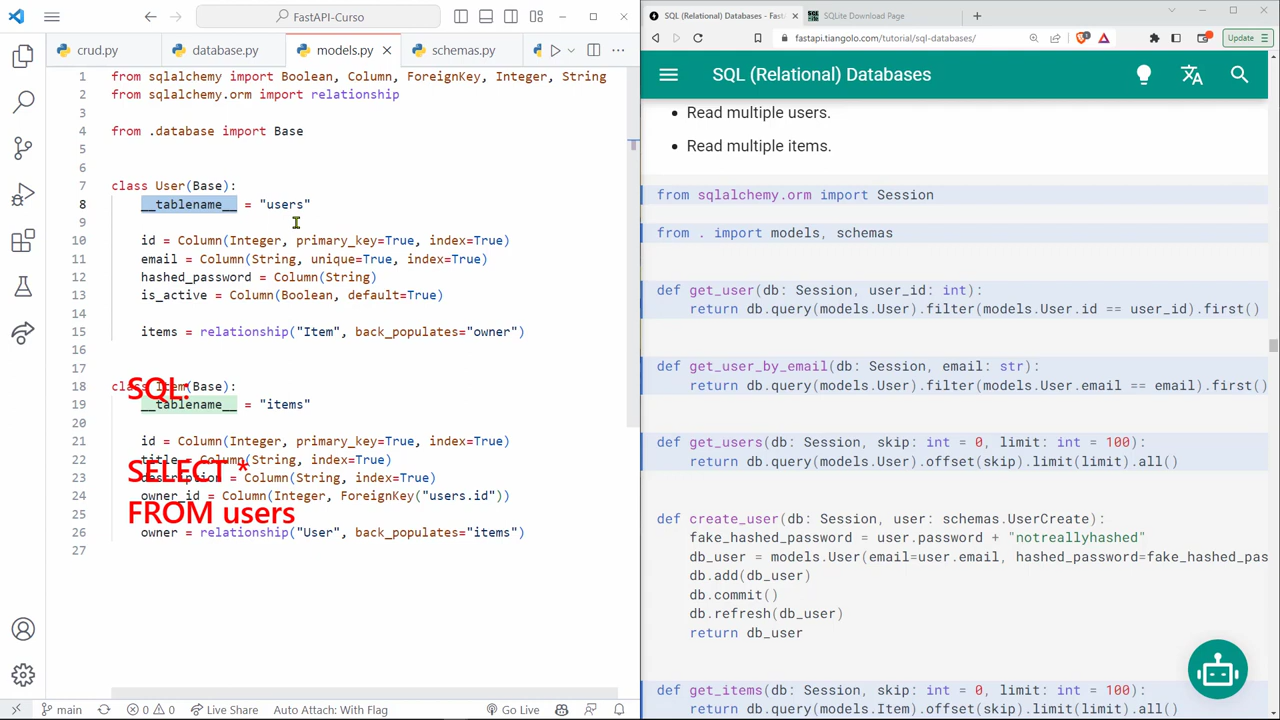 FastAPI-Curso
crud.py
database.py
models.py
schemas.py
1 from sqlalchemy import Boolean, Column, ForeignKey, Integer, String
2 from sqlalchemy.orm import relationship
3
4 from .database import Base
5
6
7 class User(Base):
8 __tablename__ = "users"
9
10 id = Column(Integer, primary_key=True, index=True)
11 email = Column(String, unique=True, index=True)
12 hashed_password = Column(String)
13 is_active = Column(Boolean, default=True)
14
15 items = relationship("Item", back_populates="owner")
16
17
18 class Item(Base):
19 __tablename__ = "items"
20
21 id = Column(Integer, primary_key=True, index=True)
22 title = Column(String, index=True)
23 description = Column(String, index=True)
24 owner_id = Column(Integer, ForeignKey("users.id"))
25
26 owner = relationship("User", back_populates="items")
27
SQL:
SELECT *
FROM users
main
0
0
Live Share
Auto Attach: With Flag
Go Live
SQL (Relational) Databases - Fast
SQLite Download Page
fastapi.tiangolo.com/tutorial/sql-databases/
Update
SQL (Relational) Databases
Read multiple users.
Read multiple items.
from sqlalchemy.orm import Session
from . import models, schemas
def get_user(db: Session, user_id: int):
return db.query(models.User).filter(models.User.id == user_id).first()
def get_user_by_email(db: Session, email: str):
return db.query(models.User).filter(models.User.email == email).first()
def get_users(db: Session, skip: int = 0, limit: int = 100):
return db.query(models.User).offset(skip).limit(limit).all()
def create_user(db: Session, user: schemas.UserCreate):
fake_hashed_password = user.password + "notreallyhashed"
db_user = models.User(email=user.email, hashed_password=fake_hashed_pas
db.add(db_user)
db.commit()
db.refresh(db_user)
return db_user
def get_items(db: Session, skip: int = 0, limit: int = 100):
return db.query(models.Item).offset(skip).limit(limit).all()